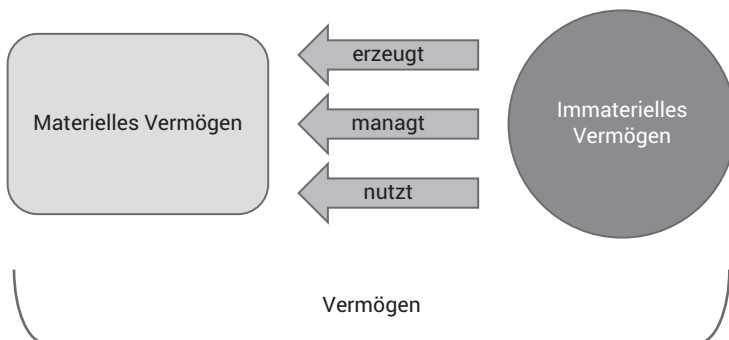 Materielles Vermögen
erzeugt
managt
nutzt
Immaterielles
Vermögen
Vermögen